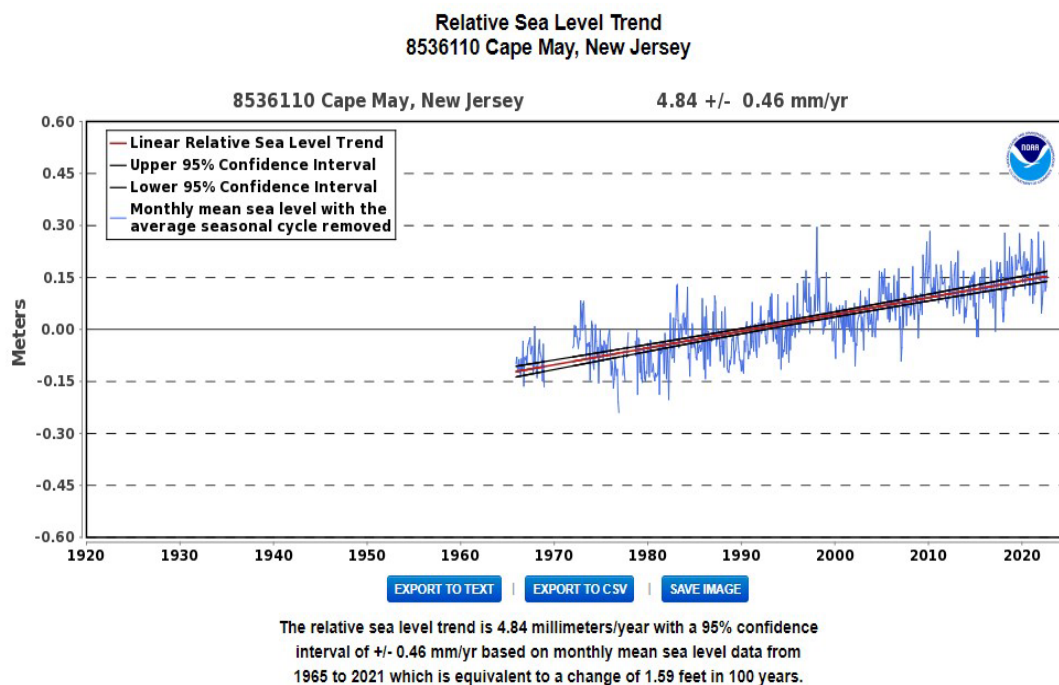 Relative Sea Level Trend
8536110 Cape May, New Jersey
8536110 Cape May, New Jersey 4.84 +/- 0.46 mm/yr
Linear Relative Sea Level Trend
Upper 95% Confidence Interval
Lower 95% Confidence Interval
Monthly mean sea level with the
average seasonal cycle removed
NOAA
Meters
0.60
0.45
0.30
0.15
0.00
-0.15
-0.30
-0.45
-0.60
1920 1930 1940 1950 1960 1970 1980 1990 2000 2010 2020
EXPORT TO TEXT | EXPORT TO CSV | SAVE IMAGE
The relative sea level trend is 4.84 millimeters/year with a 95% confidence
interval of +/- 0.46 mm/yr based on monthly mean sea level data from
1965 to 2021 which is equivalent to a change of 1.59 feet in 100 years.